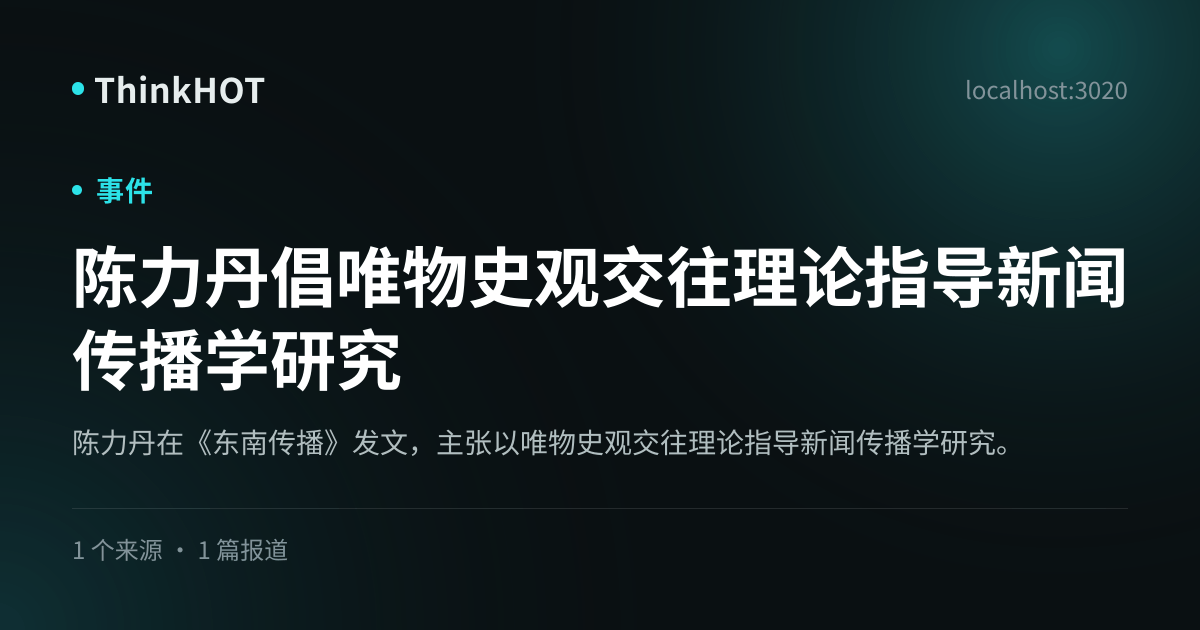 ThinkHOT
localhost:3020
事件
陈力丹倡唯物史观交往理论指导新闻
传播学研究
陈力丹在《东南传播》发文，主张以唯物史观交往理论指导新闻传播学研究。
1 个来源 · 1 篇报道